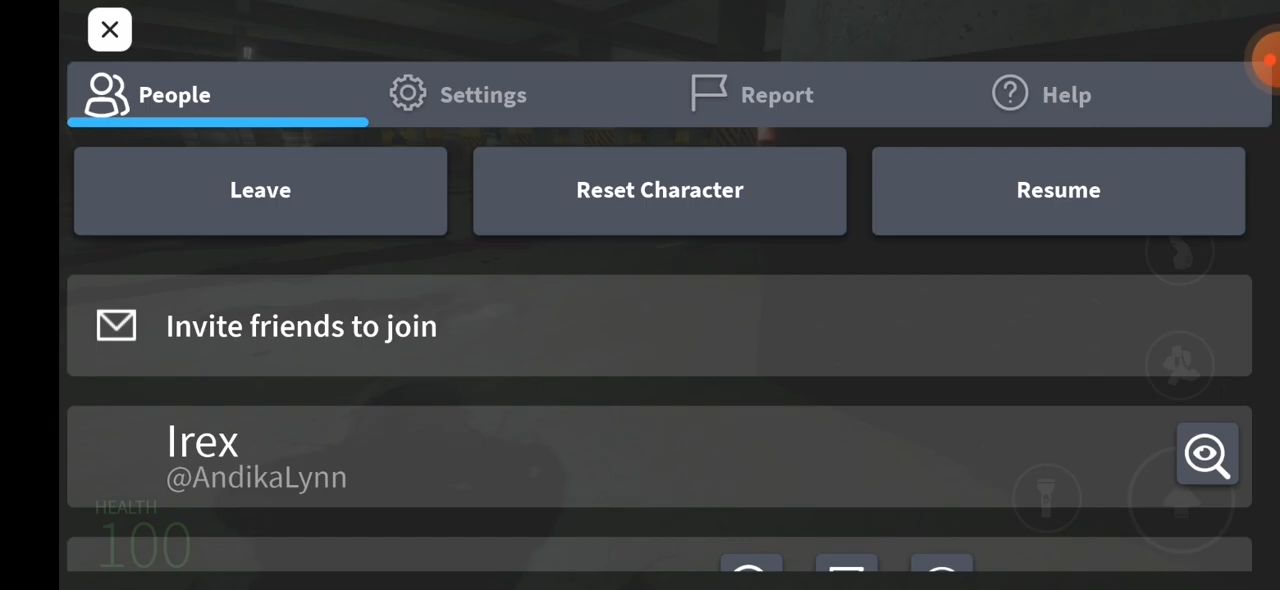 People
Settings
Report
Help
Leave
Reset Character
Resume
Invite friends to join
Irex
@AndikaLynn
HEALTH
100